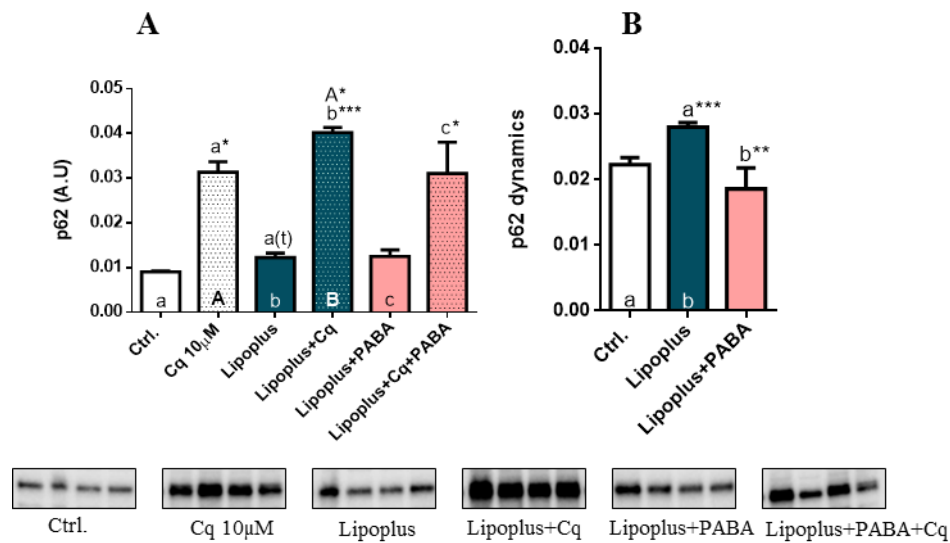 A
B
p62 (A.U)
0.05
0.04
0.03
0.02
0.01
0.00
a*
a(t)
A*
b***
c*
a
A
b
B
c
Ctrl.
Cq 10μM
Lipoplus
Lipoplus+Cq
Lipoplus+PABA
Lipoplus+Cq+PABA
p62 dynamics
0.04
0.03
0.02
0.01
0.00
a***
b**
a
b
Ctrl.
Lipoplus
Lipoplus+PABA
Ctrl.
Cq 10μM
Lipoplus
Lipoplus+Cq
Lipoplus+PABA
Lipoplus+PABA+Cq